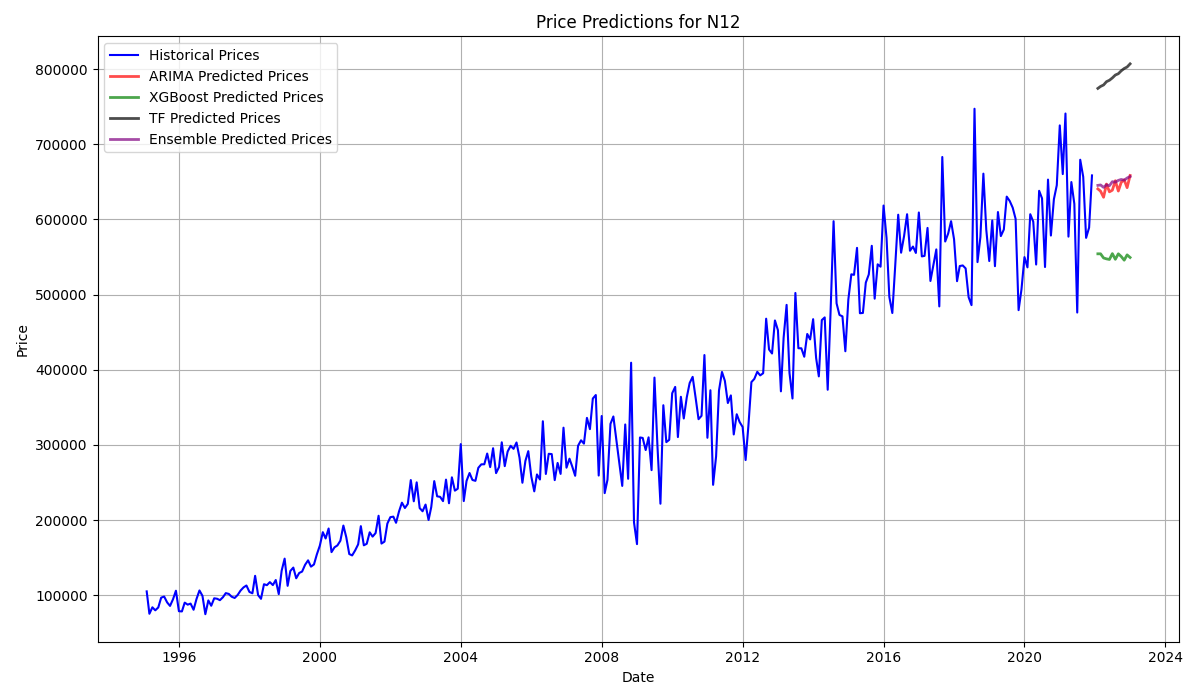 Price Predictions for N12
Historical Prices
ARIMA Predicted Prices
XGBoost Predicted Prices
TF Predicted Prices
Ensemble Predicted Prices
Price
800000
700000
600000
500000
400000
300000
200000
100000
1996
2000
2004
2008
2012
2016
2020
2024
Date